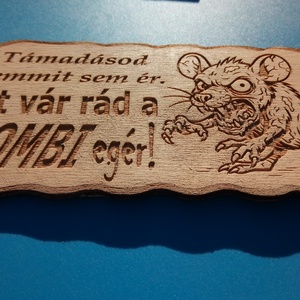 Támadásod
mmit sem ér.
t vár rád a
OMBI egér!